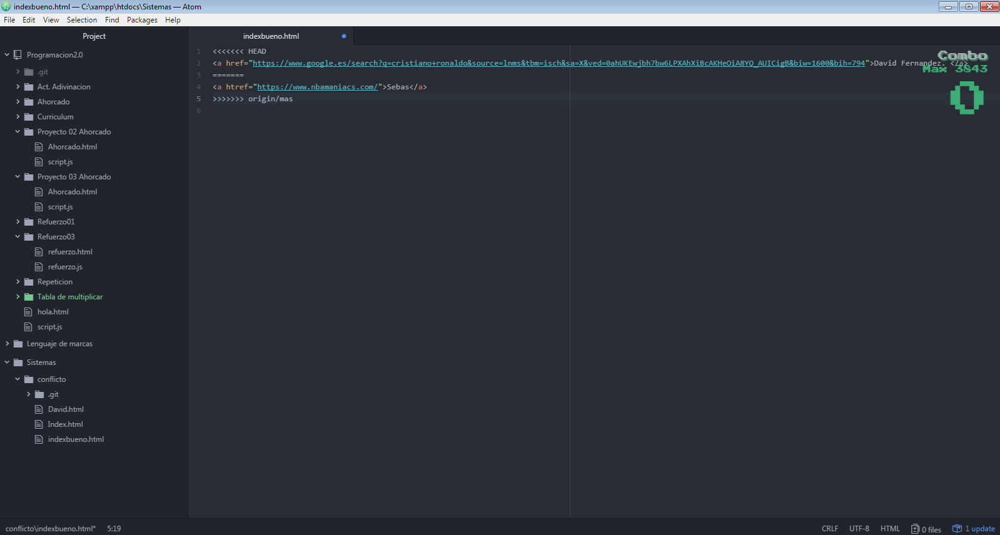 indexbueno.html — C:\xampp\htdocs\Sistemas — Atom
File Edit View Selection Find Packages Help
Project
Programacion2.0
.git
Act. Adivinacion
Ahorcado
Curriculum
Proyecto 02 Ahorcado
Ahorcado.html
script.js
Proyecto 03 Ahorcado
Ahorcado.html
script.js
Refuerzo01
Refuerzo03
refuerzo.html
refuerzo.js
Repeticion
Tabla de multiplicar
hola.html
script.js
Lenguaje de marcas
Sistemas
conflicto
.git
David.html
Index.html
indexbueno.html
indexbueno.html
1 <<<<<<< HEAD
2 <a href="https://www.google.es/search?q=cristiano+ronaldo&source=lnms&tbm=isch&sa=X&ved=0ahUKEwjbh7bw6LPXAhXiBcAKHeOiA8YQ_AUICigB&biw=1600&bih=794">David Fernandez. </a>
3 =======
4 <a htref="https://www.nbamaniacs.com/">Sebas</a>
5 >>>>>>> origin/mas
6
Combo
Max 3843
0
conflicto\indexbueno.html* 5:19
CRLF UTF-8 HTML 0 files 1 update